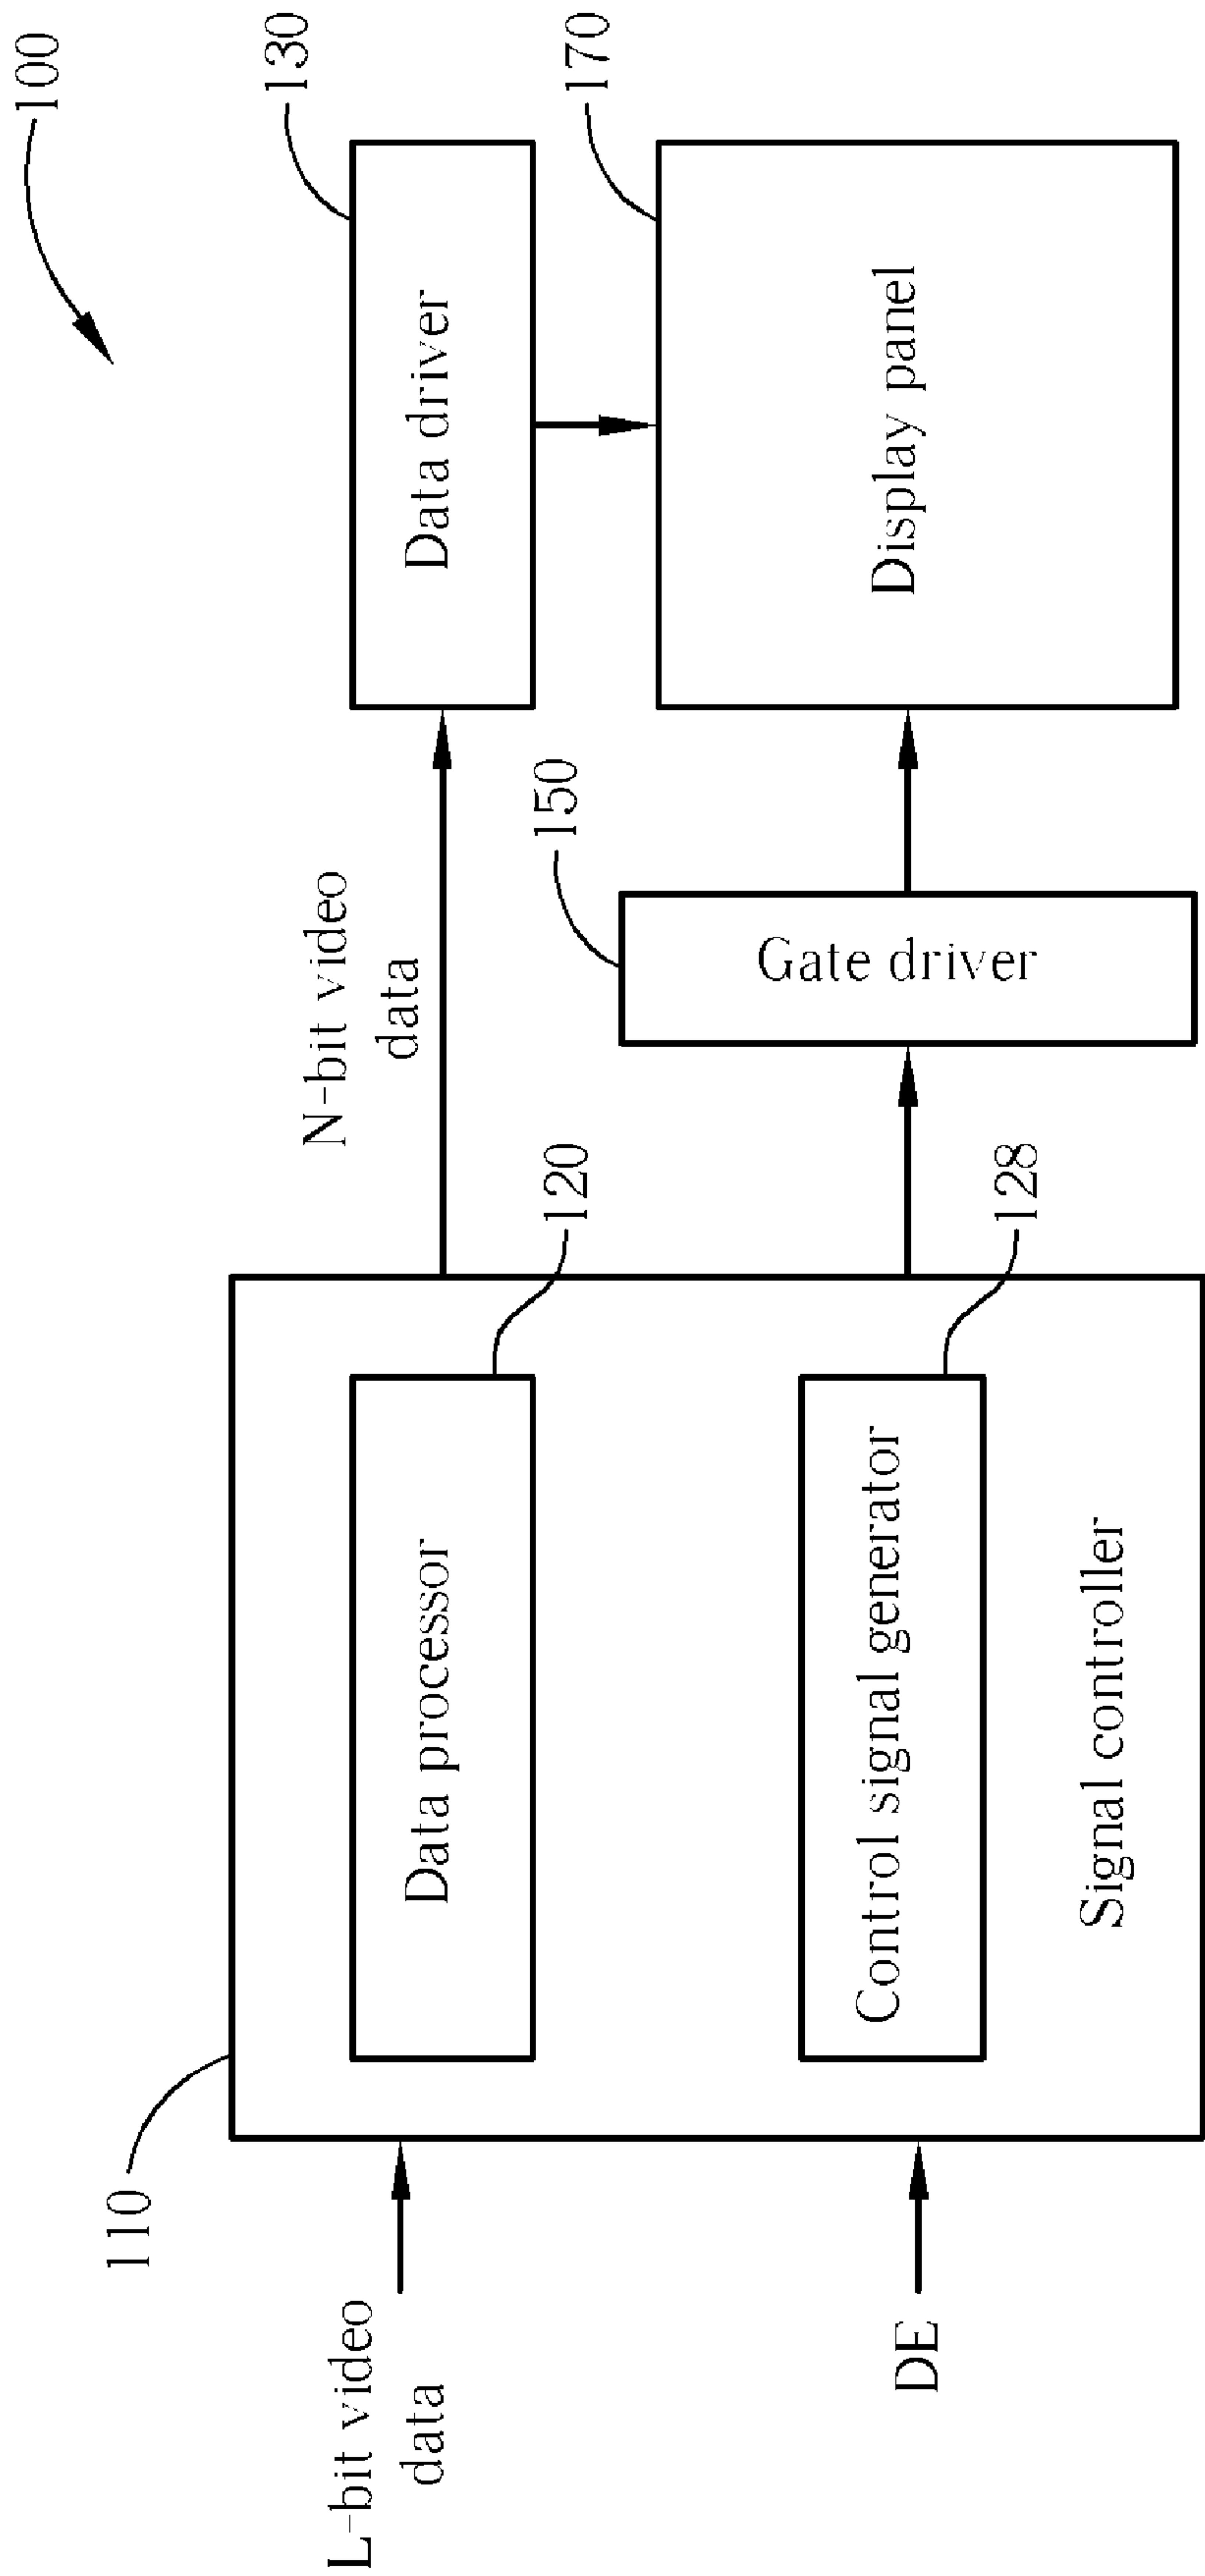 100
110
130
L-bit video
data
N-bit video
data
Data processor
Data driver
120
150
170
DE
Control signal generator
128
Gate driver
Display panel
Signal controller